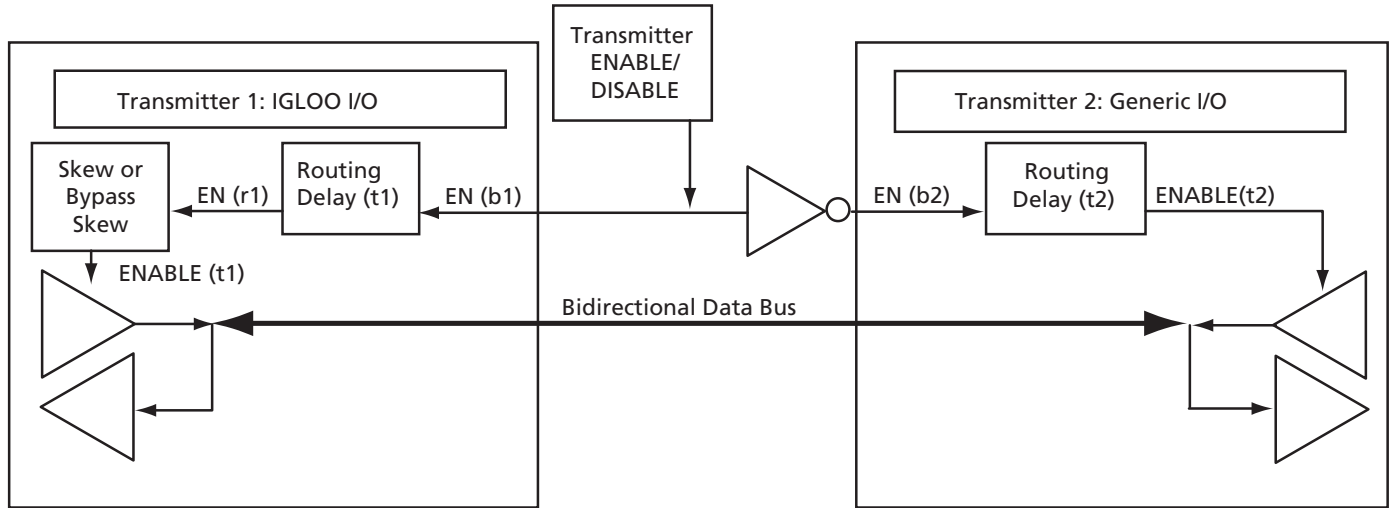 Transmitter
ENABLE/
DISABLE
Transmitter 1: IGLOO I/O
Skew or
Bypass
Skew
EN (r1)
Routing
Delay (t1)
EN (b1)
ENABLE (t1)
Transmitter 2: Generic I/O
EN (b2)
Routing
Delay (t2)
ENABLE(t2)
Bidirectional Data Bus